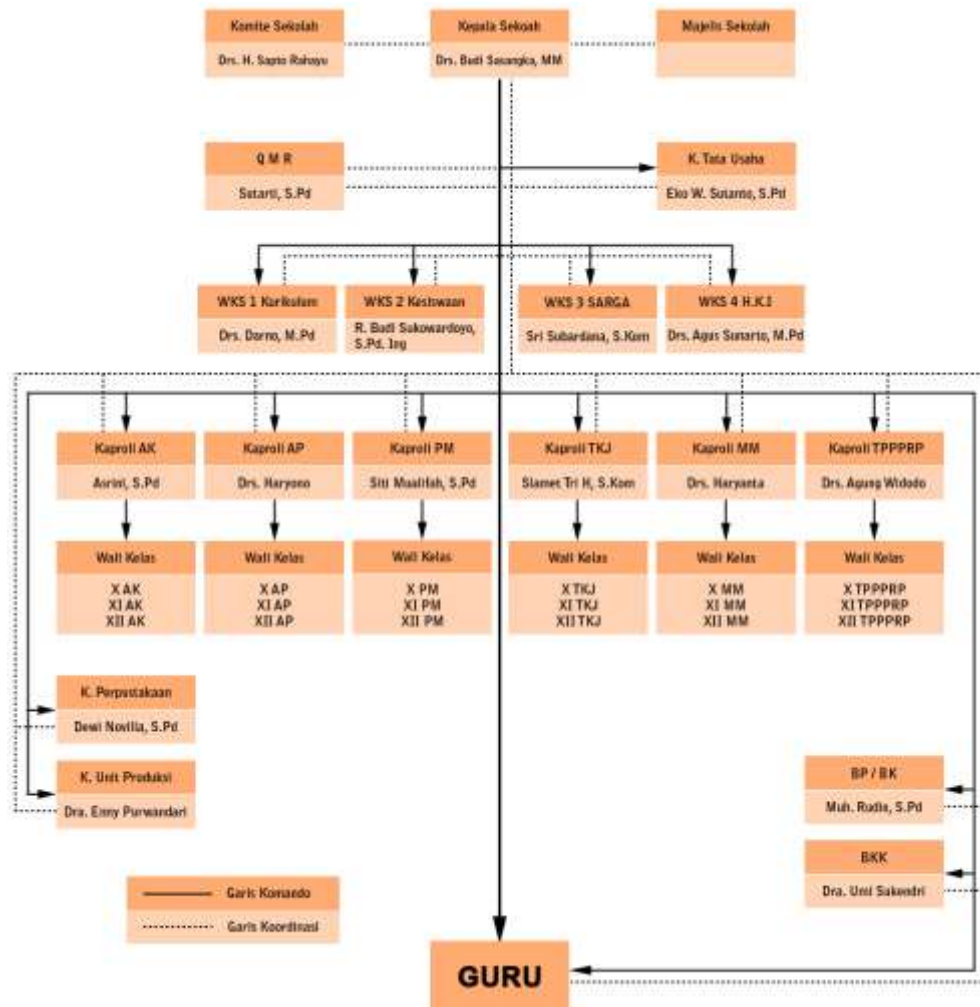 Komite Sekolah
Drs. H. Sapto Rahayu
Kepala Sekoah
Drs. Budi Sasangka, MM
Majelis Sekolah
Q M R
Sutarti, S.Pd
K. Tata Usaha
Eko W. Sutanto, S.Pd
WKS 1 Kurikulum
Drs. Darno, M.Pd
WKS 2 Kesiswaan
R. Budi Sukowardoyo,
S.Pd. Ing
WKS 3 SARGA
Sri Subardana, S.Kom
WKS 4 H.K.I
Drs. Agus Sunarto, M.Pd
Kaproli AK
Asrini, S.Pd
Kaproli AP
Drs. Haryono
Kaproli PM
Siti S.Pd
Kaproli TKJ
Slamet Tri H, S.Kom
Kaproli MM
Drs. Haryanta
Kaproli TPPPRP
Drs. Agung Widodo
Wali Kelas
X AK
XI AK
XII AK
Wali Kelas
X AP
XI AP
XII AP
Wali Kelas
X PM
XI PM
XII PM
Wali Kelas
X TKJ
XI TKJ
XII TKJ
Wali Kelas
X MM
XI MM
XII MM
Wali Kelas
X TPPPRP
XI TPPPRP
XII TPPPRP
K. Perpustakaan
Dewi Novilia, S.Pd
K. Unit Produksi
Dra. Enny Purwandari
BP / BK
Muh. Rudin, S.Pd
BKK
Dra. Umi Sukendri
Garis Komando
Garis Koordinasi
GURU